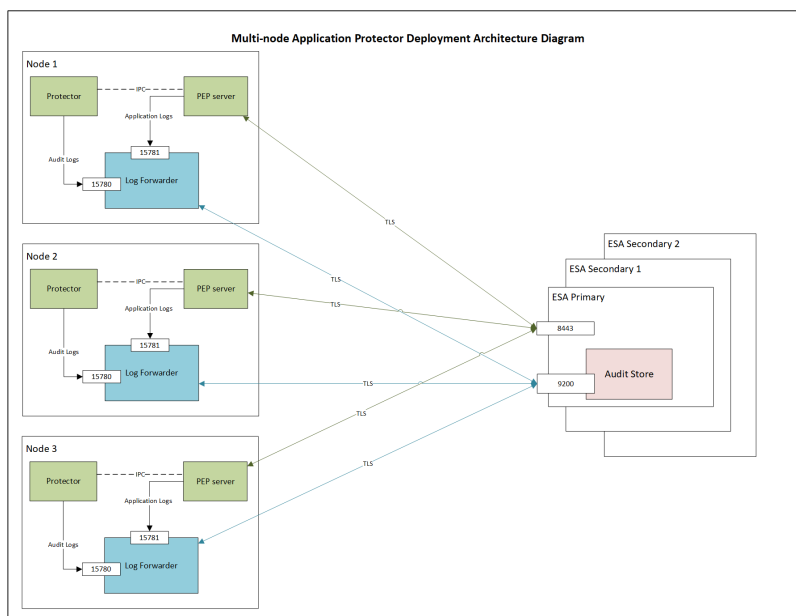 Multi-node Application Protector Deployment Architecture Diagram
Node 1
Protector
IPC
PEP server
Application Logs
15781
Audit Logs
15780
Log Forwarder
Node 2
Protector
IPC
PEP server
Application Logs
15781
Audit Logs
15780
Log Forwarder
Node 3
Protector
IPC
PEP server
Application Logs
15781
Audit Logs
15780
Log Forwarder
TLS
TLS
TLS
TLS
TLS
TLS
ESA Secondary 2
ESA Secondary 1
ESA Primary
8443
9200
Audit Store